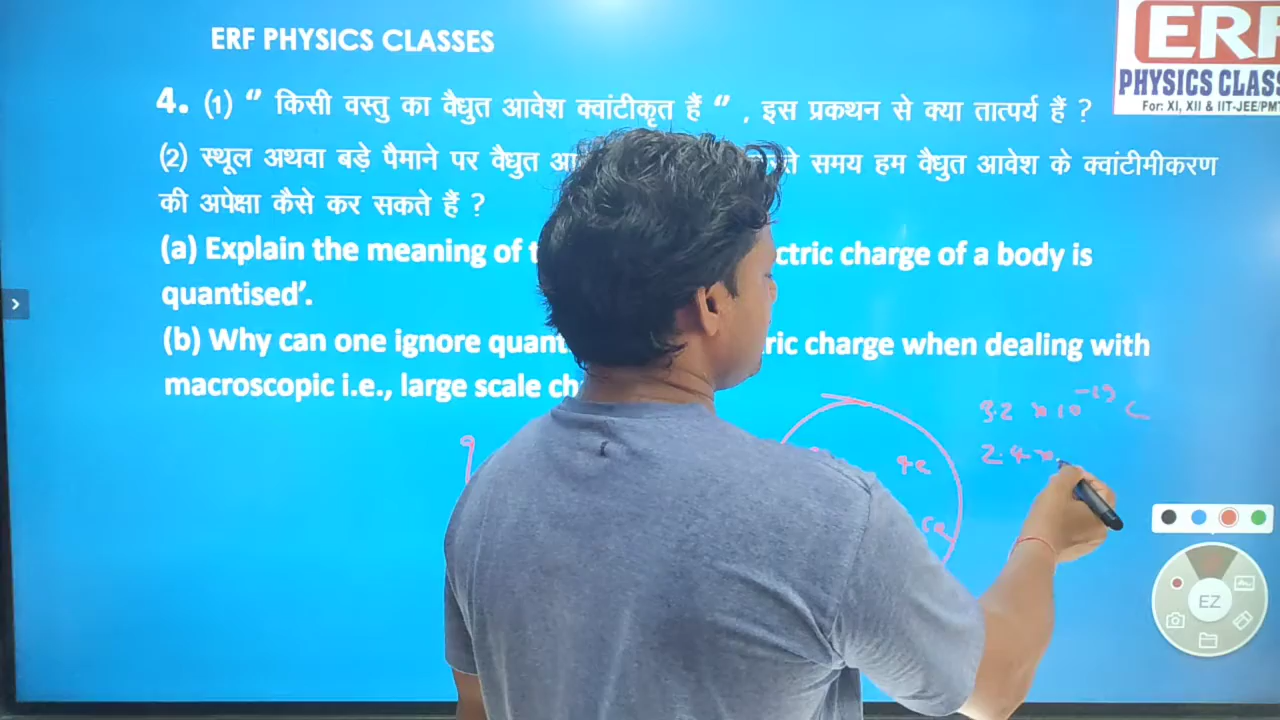 ERF PHYSICS CLASSES
ERF
PHYSICS CLASS
For: XI, XII & IIT-JEE/PMT
4. (1) “ किसी वस्तु का वैधुत आवेश क्वांटीकृत हैं ” , इस प्रकथन से क्या तात्पर्य हैं ?
(2) स्थूल अथवा बड़े पैमाने पर वैधुत समय हम वैधुत आवेश के क्वांटीमीकरण
की अपेक्षा कैसे कर सकते हैं ?
(a) Explain the meaning of ctric charge of a body is
quantised’.
(b) Why can one ignore quant ric charge when dealing with
macroscopic i.e., large scale ch
3.2 × 10⁻¹⁹ C
4e
2.4 ×
EZ